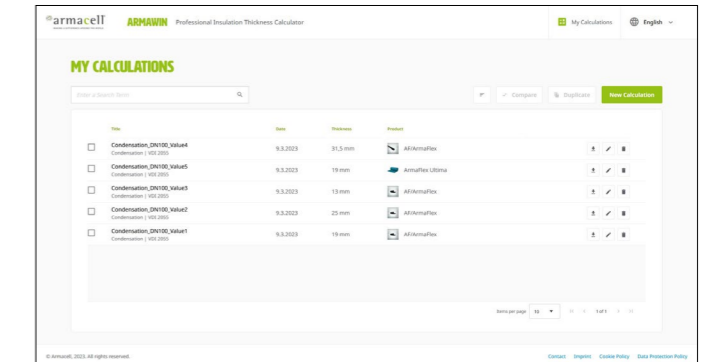 armacell
ARMAWIN Professional Insulation Thickness Calculator
My Calculations
English
MY CALCULATIONS
Enter a Search Term
Compare
Duplicate
New Calculation
Title Date Thickness Product
Condensation_DN100_Value4 9.3.2023 31,5 mm AF/ArmaFlex
Condensation | VDI 2055
Condensation_DN100_Value5 9.3.2023 19 mm ArmaFlex Ultima
Condensation | VDI 2055
Condensation_DN100_Value3 9.3.2023 13 mm AF/ArmaFlex
Condensation | VDI 2055
Condensation_DN100_Value2 9.3.2023 25 mm AF/ArmaFlex
Condensation | VDI 2055
Condensation_DN100_Value1 9.3.2023 19 mm AF/ArmaFlex
Condensation | VDI 2055
Items per page 10 1 of 1
© Armacell, 2023. All rights reserved. Contact Imprint Cookie Policy Data Protection Policy